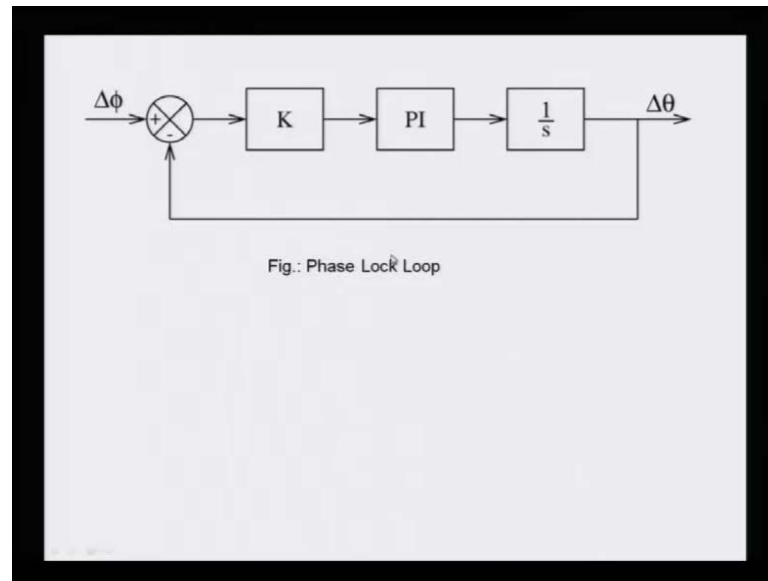 Δϕ + - K PI 1/s Δθ
Fig.: Phase Lock Loop